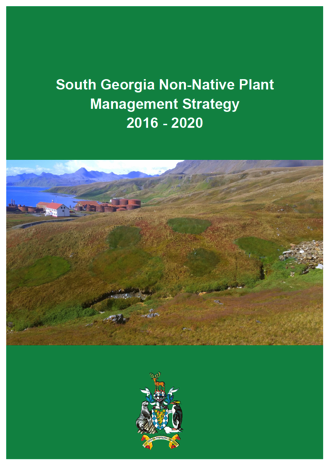 South Georgia Non-Native Plant
Management Strategy
2016 - 2020